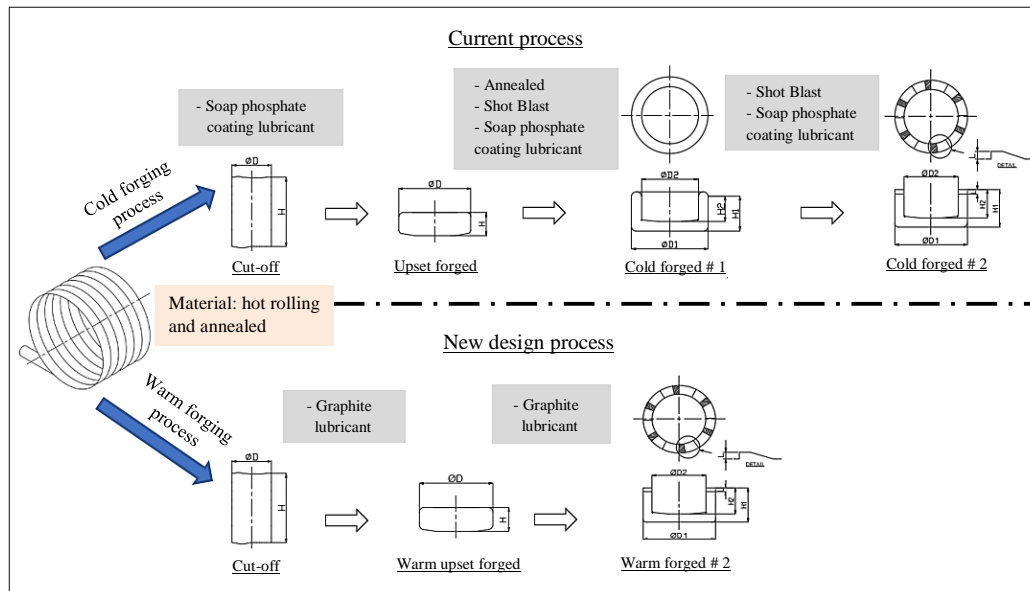 Current process
- Soap phosphate
coating lubricant
- Annealed
- Shot Blast
- Soap phosphate
coating lubricant
- Shot Blast
- Soap phosphate
coating lubricant
Cold forging
process
ØD
H
Cut-off
ØD
H
Upset forged
ØD2
H2
H1
ØD1
Cold forged # 1
DETAIL
ØD2
H2
H1
ØD1
Cold forged # 2
Material: hot rolling
and annealed
New design process
Warm forging
process
- Graphite
lubricant
- Graphite
lubricant
ØD
H
Cut-off
ØD
H
Warm upset forged
DETAIL
ØD2
H2
H1
ØD1
Warm forged # 2